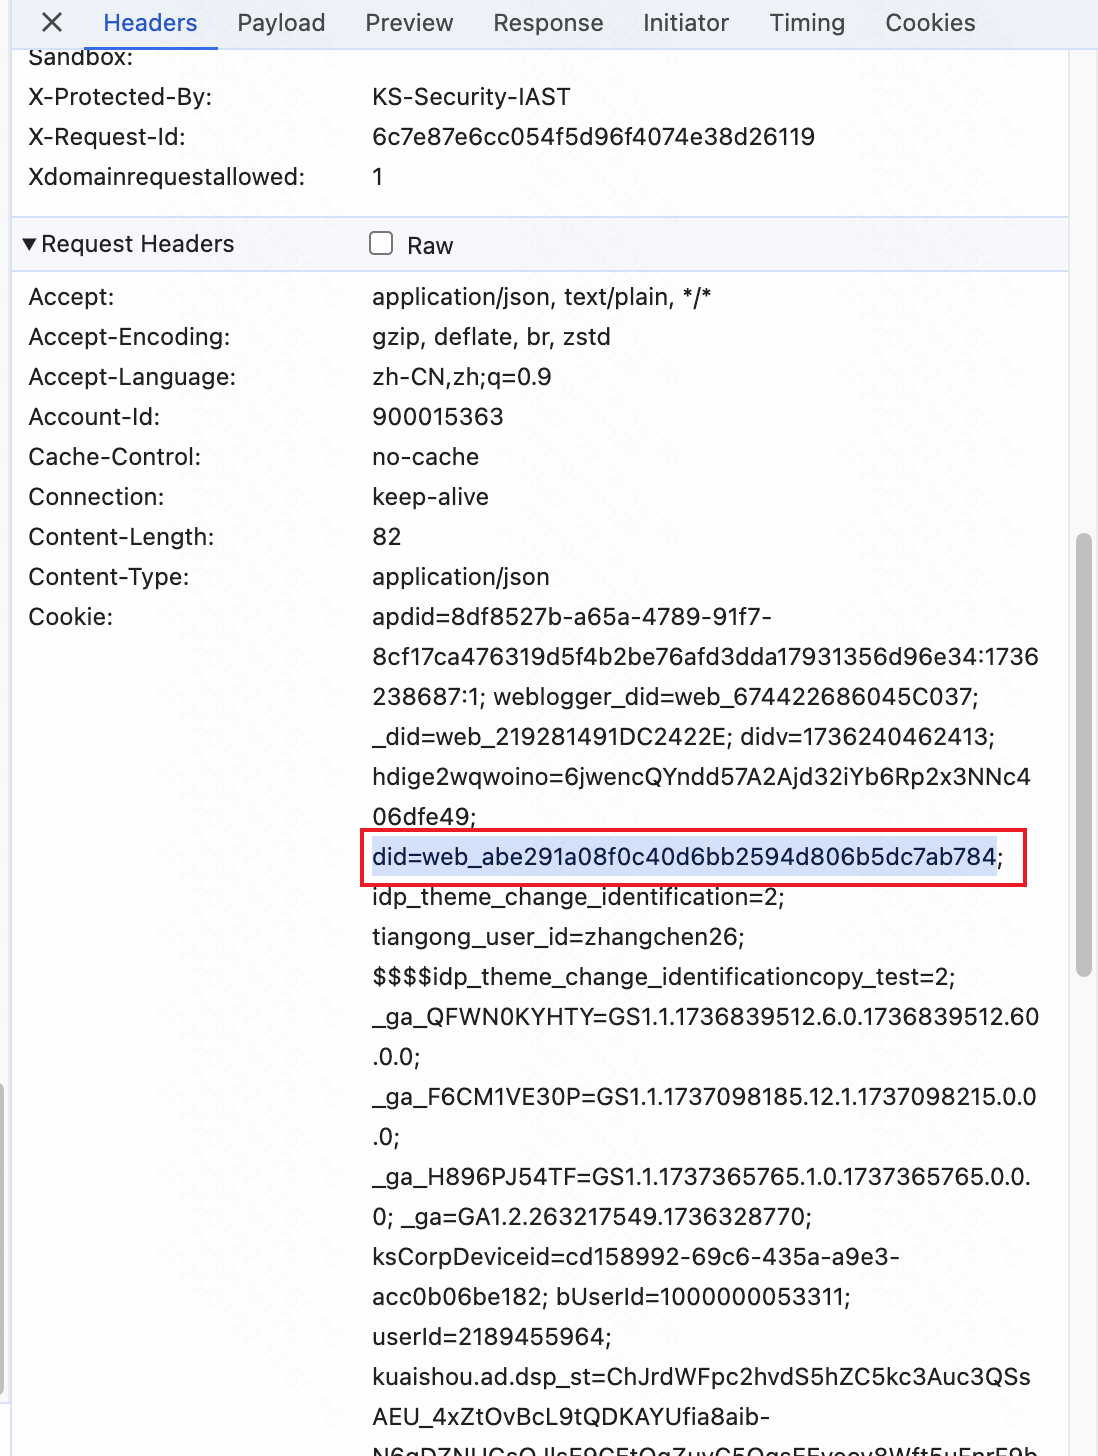 Headers Payload Preview Response Initiator Timing Cookies
Sandbox:
X-Protected-By: KS-Security-IAST
X-Request-Id: 6c7e87e6cc054f5d96f4074e38d26119
Xdomainrequestallowed: 1
Request Headers Raw
Accept: application/json, text/plain, */*
Accept-Encoding: gzip, deflate, br, zstd
Accept-Language: zh-CN,zh;q=0.9
Account-Id: 900015363
Cache-Control: no-cache
Connection: keep-alive
Content-Length: 82
Content-Type: application/json
Cookie: apdid=8df8527b-a65a-4789-91f7-
8cf17ca476319d5f4b2be76afd3dda17931356d96e34:1736
238687:1; weblogger_did=web_674422686045C037;
_did=web_219281491DC2422E; didv=1736240462413;
hdige2wqwoino=6jwencQYndd57A2Ajd32iYb6Rp2x3NNc4
06dfe49;
did=web_abe291a08f0c40d6bb2594d806b5dc7ab784;
idp_theme_change_identification=2;
tiangong_user_id=zhangchen26;
$$$$idp_theme_change_identificationcopy_test=2;
_ga_QFWN0KYHTY=GS1.1.1736839512.6.0.1736839512.60
.0.0;
_ga_F6CM1VE30P=GS1.1.1737098185.12.1.1737098215.0.0
.0;
_ga_H896PJ54TF=GS1.1.1737365765.1.0.1737365765.0.0.
0; _ga=GA1.2.263217549.1736328770;
ksCorpDeviceid=cd158992-69c6-435a-a9e3-
acc0b06be182; bUserId=1000000053311;
userId=2189455964;
kuaishou.ad.dsp_st=ChJrdWFpc2hvdS5hZC5kc3Auc3QSs
AEU_4xZtOvBcL9tQDKAYUfia8aib-